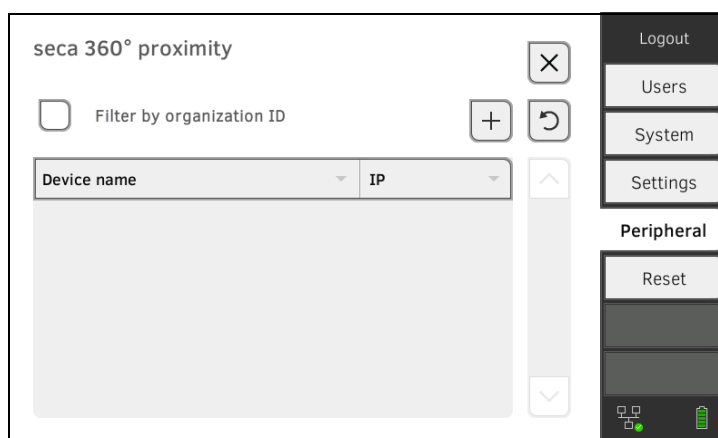 seca 360° proximity
Filter by organization ID
Device name
IP
Logout
Users
System
Settings
Peripheral
Reset